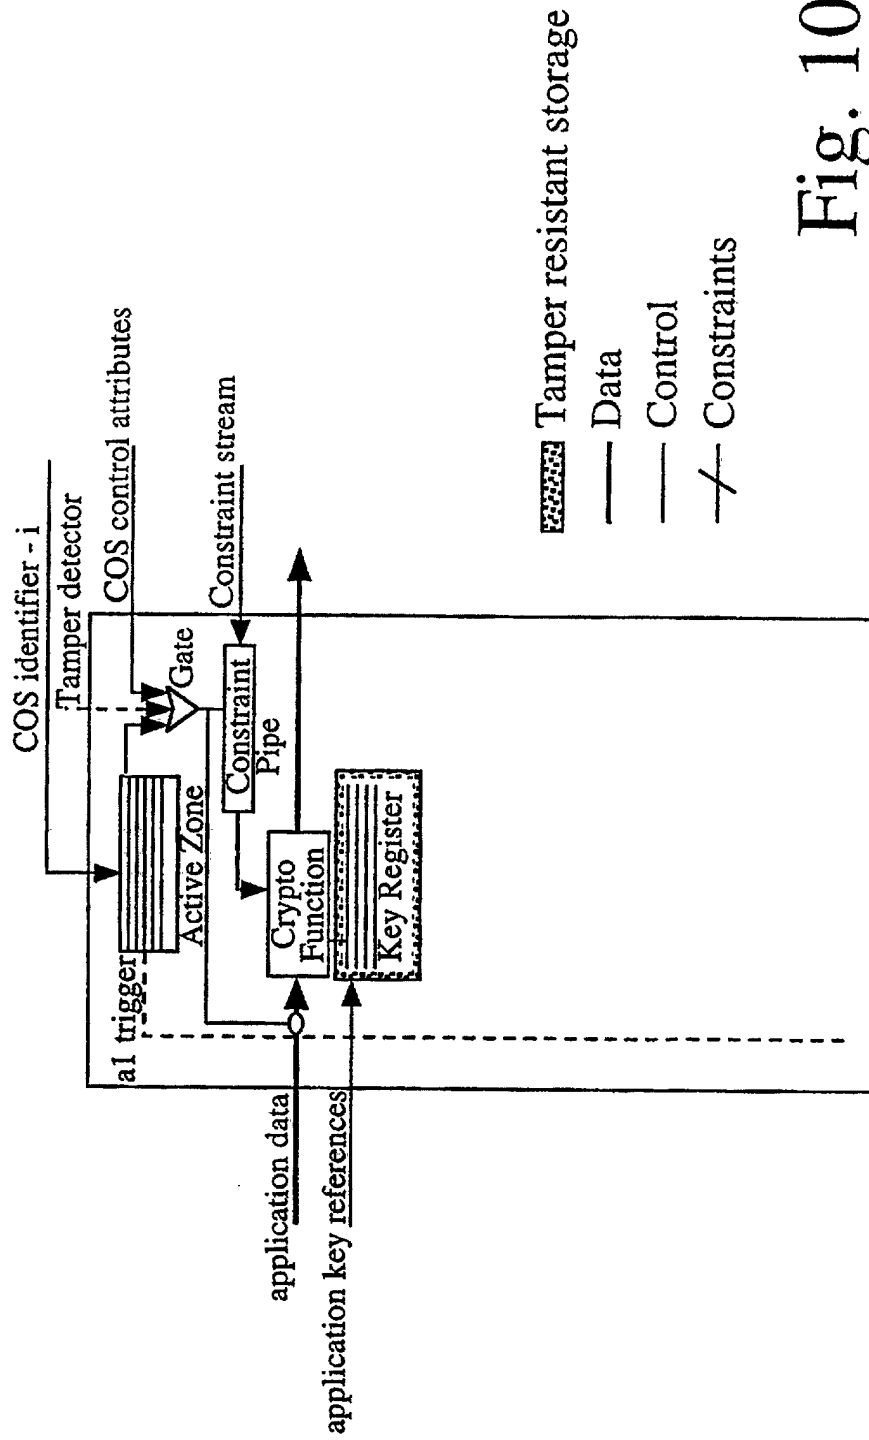 COS identifier - i
Tamper detector
COS control attributes
a1 trigger
Active Zone
Gate
Constraint stream
Constraint
Pipe
application data
Crypto
Function
application key references
Key Register
Tamper resistant storage
Data
Control
Constraints
Fig. 10